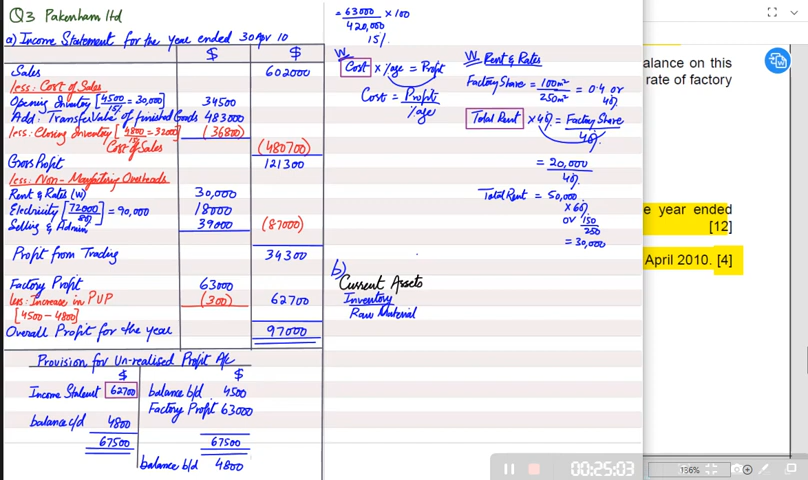 Q3 Pakenham ltd
a) Income Statement for the year ended 30 Apr 10
$ $
Sales 602000
less: Cost of Sales
Opening Inventory [4500/15% = 30,000] 34500
Add: Transfer Value of finished Goods 483000
less: Closing Inventory [4800/15% = 32000] (36800)
Cost of Sales (480700)
Gross Profit 121300
less: Non-Manfacturing Overheads
Rent & Rates (W) 30,000
Electricity [72000/80%] = 90,000 18000
Selling & Admin 39000 (87000)
Profit from Trading 34300
Factory Profit 63000
less: Increase in PUP (300) 62700
[4500 - 4800]
Overall Profit for the year 97000
Provision for Un-realised Profit A/c
$ $
Income Statemt 62700 balance b/d 4500
Factory Profit 63000
balance c/d 4800
67500 67500
balance b/d 4800
= 63000/420,000 x 100
15%
W
Cost x %age = Profit
Cost = Profit/%age
W Rent & Rates
Factory Share = 100m²/250m² = 0.4 or 40%
Total Rent x 40% = Factory Share
40%
= 20,000/40%
Total Rent = 50,000
x 60%
or 150/250
= 30,000
b)
Current Assets
Inventory
Raw Material
alance on this
rate of factory
e year ended
[12]
April 2010. [4]
00:25:03
136%